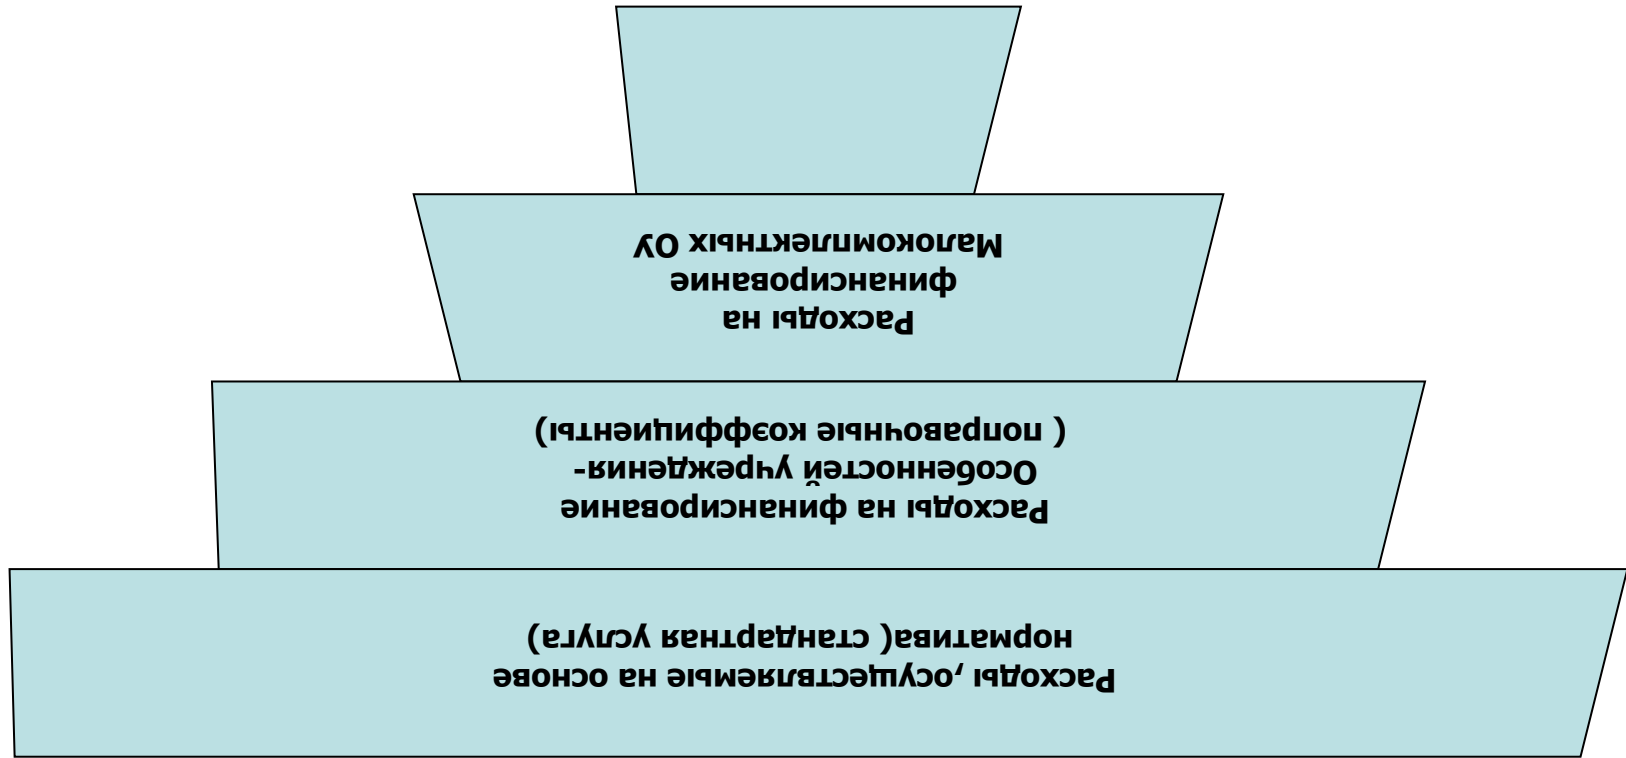 Расходы ,осуществляемые на основе
норматива( стандартная услуга)
Расходы на финансирование
Особенностей учреждения-
( поправочные коэффициенты)
Расходы на
финансирование
Малокомплектных ОУ